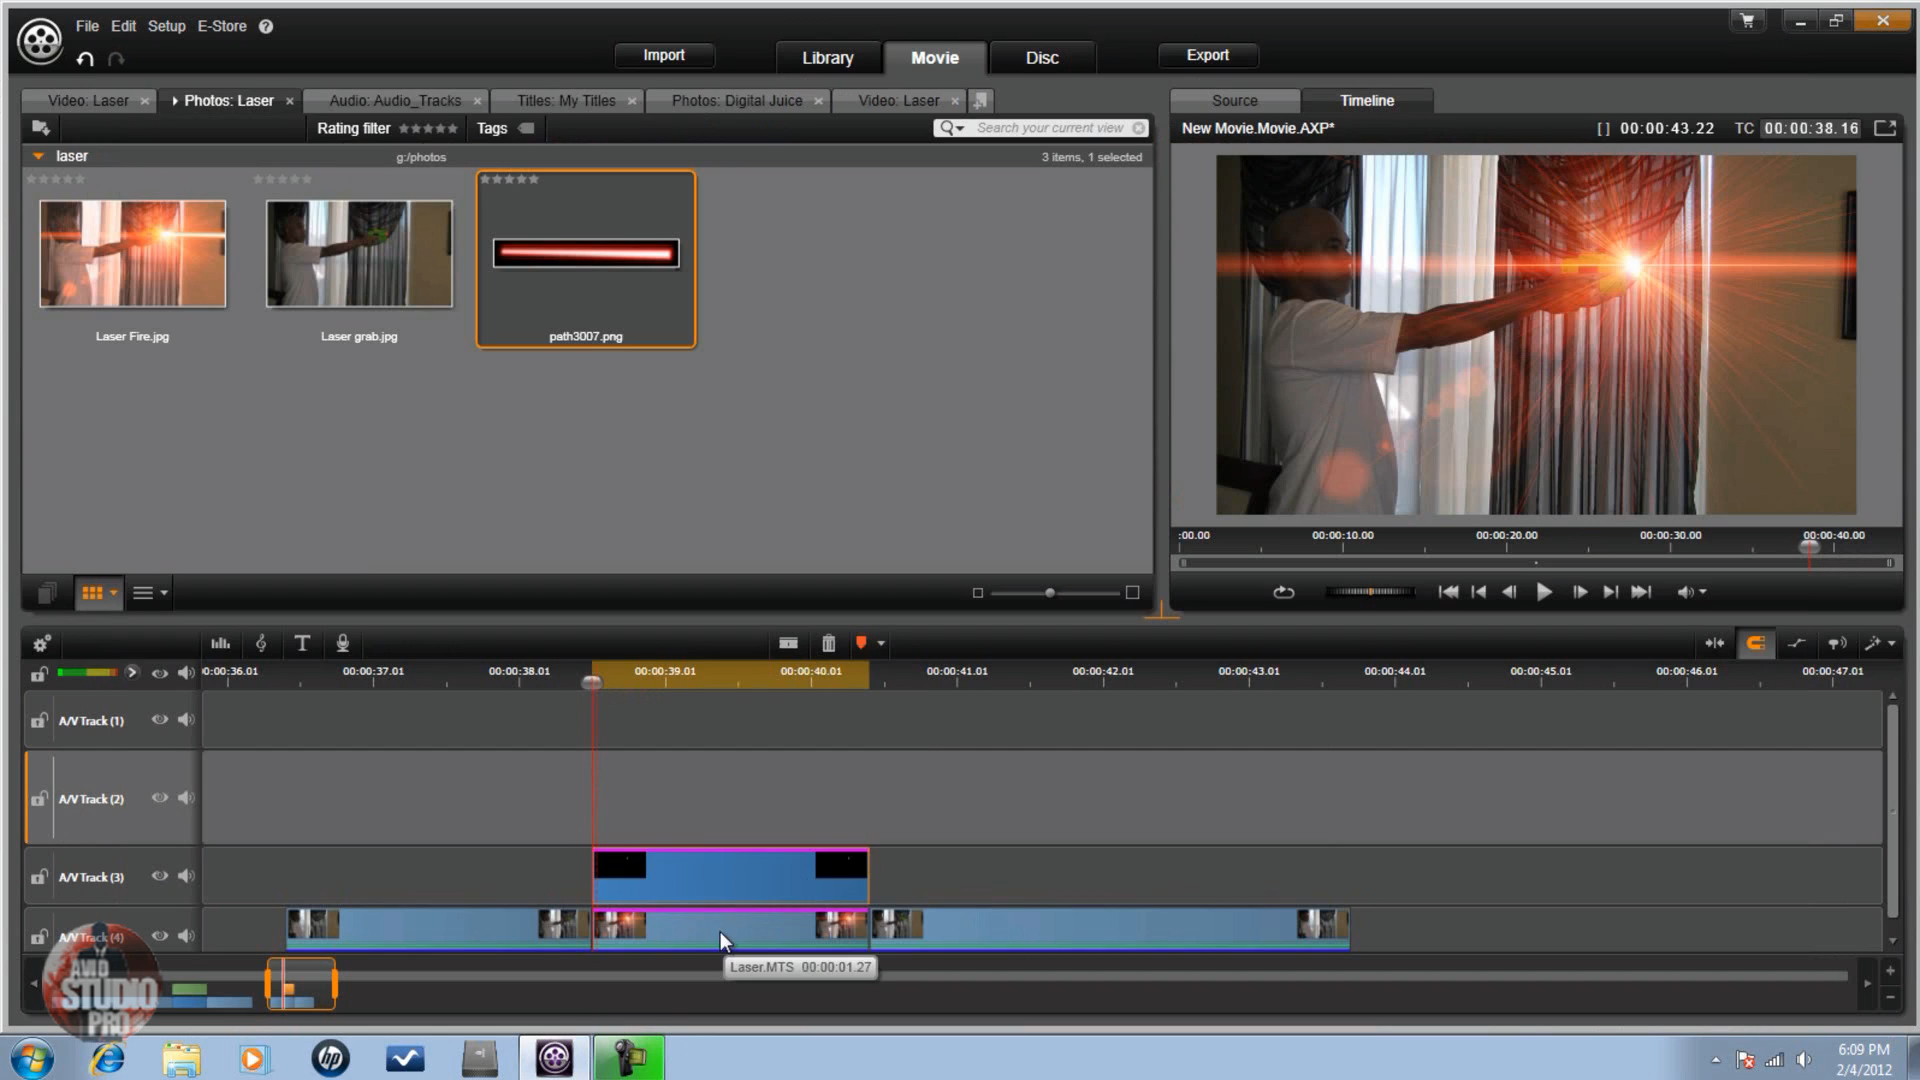 File Edit Setup E-Store ?
Import Library Movie Disc Export
Video: Laser × Photos: Laser × Audio: Audio_Tracks × Titles: My Titles × Photos: Digital Juice × Video: Laser ×
Source Timeline
Rating filter Tags Search your current view
New Movie.Movie.AXP* [ ] 00:00:43.22 TC 00:00:38.16
laser g:/photos 3 items, 1 selected
Laser Fire.jpg Laser grab.jpg path3007.png
:00.00 00:00:10.00 00:00:20.00 00:00:30.00 00:00:40.00
T
0:00:36.01 00:00:37.01 00:00:38.01 00:00:39.01 00:00:40.01 00:00:41.01 00:00:42.01 00:00:43.01 00:00:44.01 00:00:45.01 00:00:46.01 00:00:47.01
A/V Track (1)
A/V Track (2)
A/V Track (3)
A/V Track (4)
Laser.MTS 00:00:01.27
AVID
STUDIO
PRO
hp
6:09 PM
2/4/2012